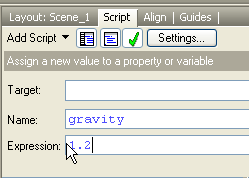 Layout: Scene_1 Script Align Guides
Add Script Settings...
Assign a new value to a property or variable
Target:
Name: gravity
Expression: 1.2